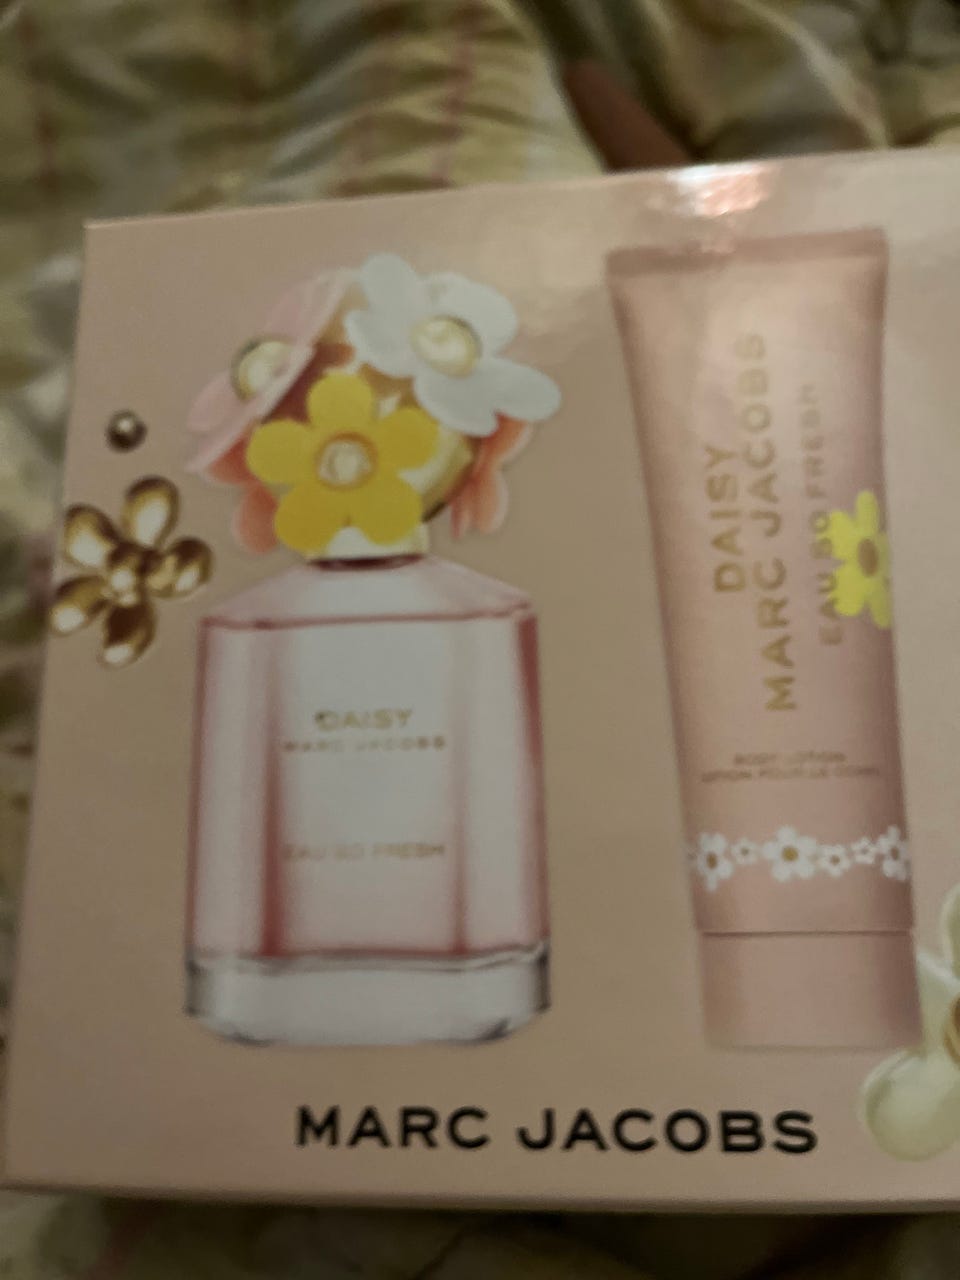 DAISY
MARC JACOBS
EAU SO FRESH
DAISY
MARC JACOBS
EAU SO FRESH
BODY LOTION
LOTION POUR LE CORPS
MARC JACOBS